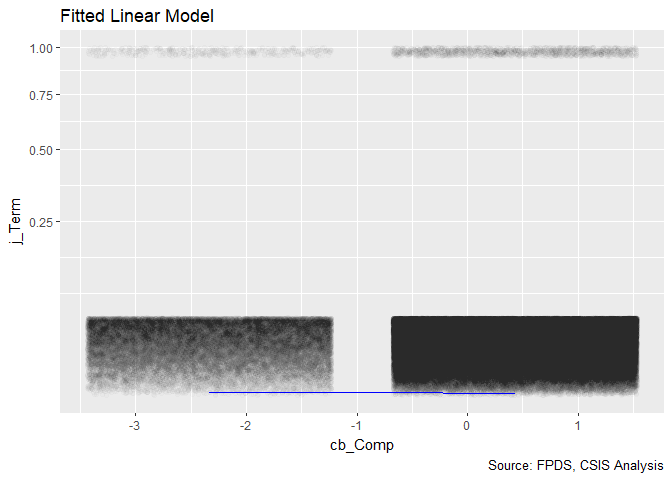 Fitted Linear Model
1.00
0.75
0.50
0.25
j_Term
-3
-2
-1
0
1
cb_Comp
Source: FPDS, CSIS Analysis